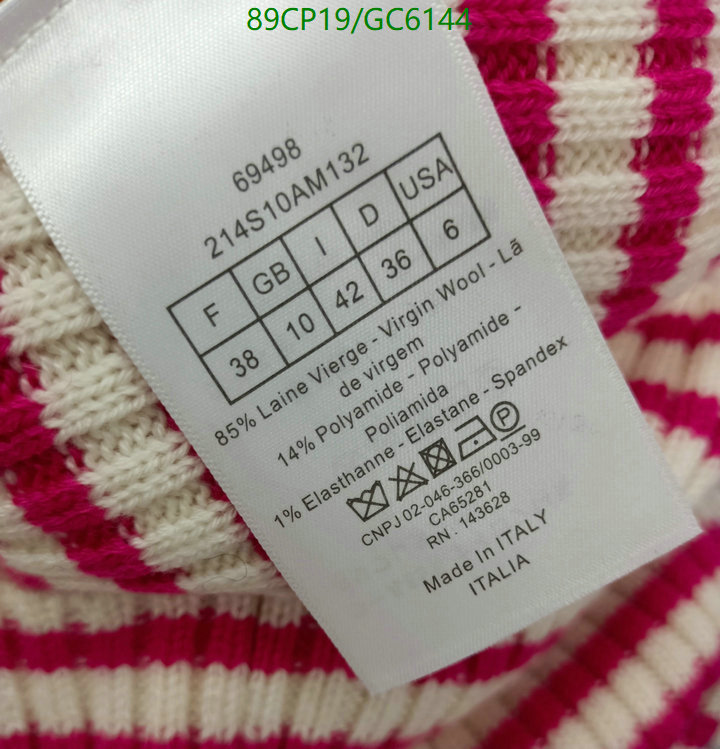 89CP19/GC6144
69498
214S10AM132
F GB I D USA
38 10 42 36 6
85% Laine Vierge - Virgin Wool - Lã
de virgem
14% Polyamide - Polyamide -
Poliamida
1% Elasthanne - Elastane - Spandex
P
CNPJ 02-046-366/0003-99
CA65281
RN - 143628
Made In ITALY
ITALIA